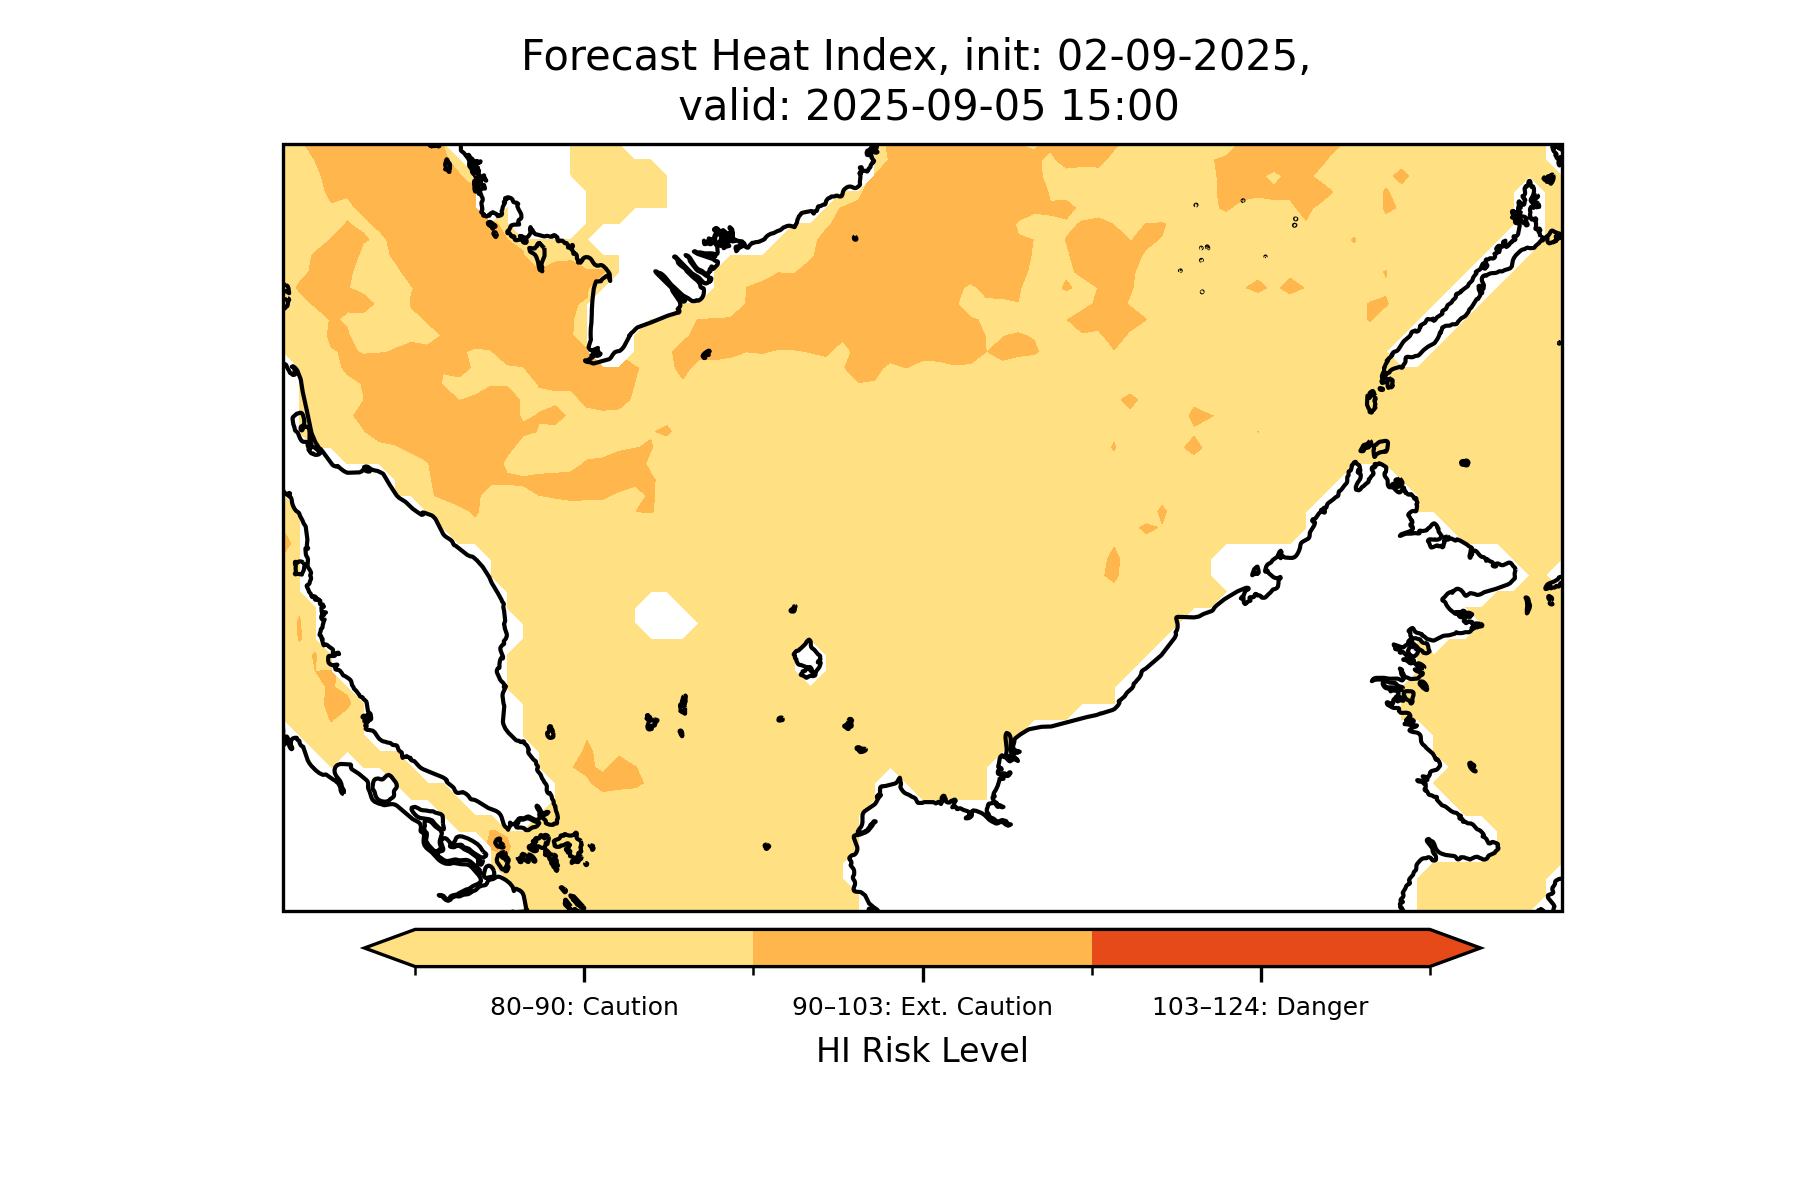 Forecast Heat Index, init: 02-09-2025,
valid: 2025-09-05 15:00
80–90: Caution
90–103: Ext. Caution
103–124: Danger
HI Risk Level